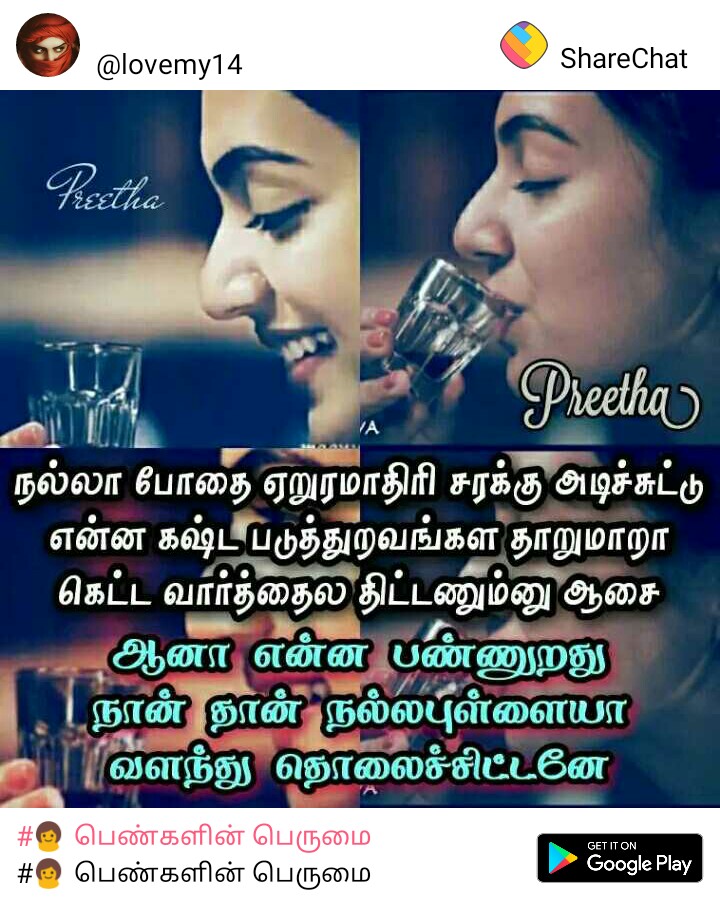 @lovemy14
ShareChat
Preetha
Preetha
நல்லா போதை ஏறுரமாதிரி சரக்கு அடிச்சுட்டு
என்ன கஷ்ட படுத்துறவங்கள தாறுமாறா
கெட்ட வார்த்தைல திட்டணும்னு ஆசை
ஆனா என்ன பண்ணுறது
நான் தான் நல்லபுள்ளையா
வளந்து தொலைச்சிட்டனே
#🙍 பெண்களின் பெருமை
#🙍 பெண்களின் பெருமை
GET IT ON
Google Play